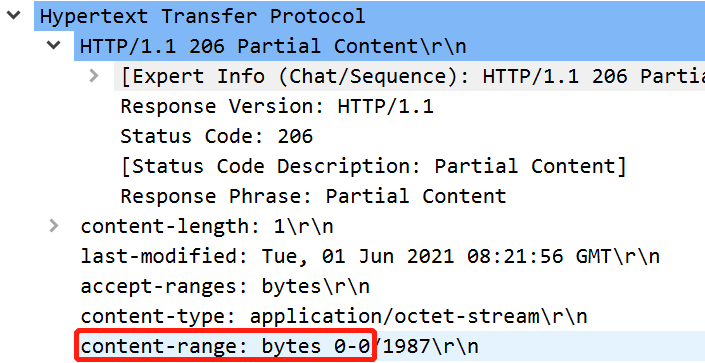 Hypertext Transfer Protocol
HTTP/1.1 206 Partial Content\r\n
[Expert Info (Chat/Sequence): HTTP/1.1 206 Partia
Response Version: HTTP/1.1
Status Code: 206
[Status Code Description: Partial Content]
Response Phrase: Partial Content
content-length: 1\r\n
last-modified: Tue, 01 Jun 2021 08:21:56 GMT\r\n
accept-ranges: bytes\r\n
content-type: application/octet-stream\r\n
content-range: bytes 0-0/1987\r\n